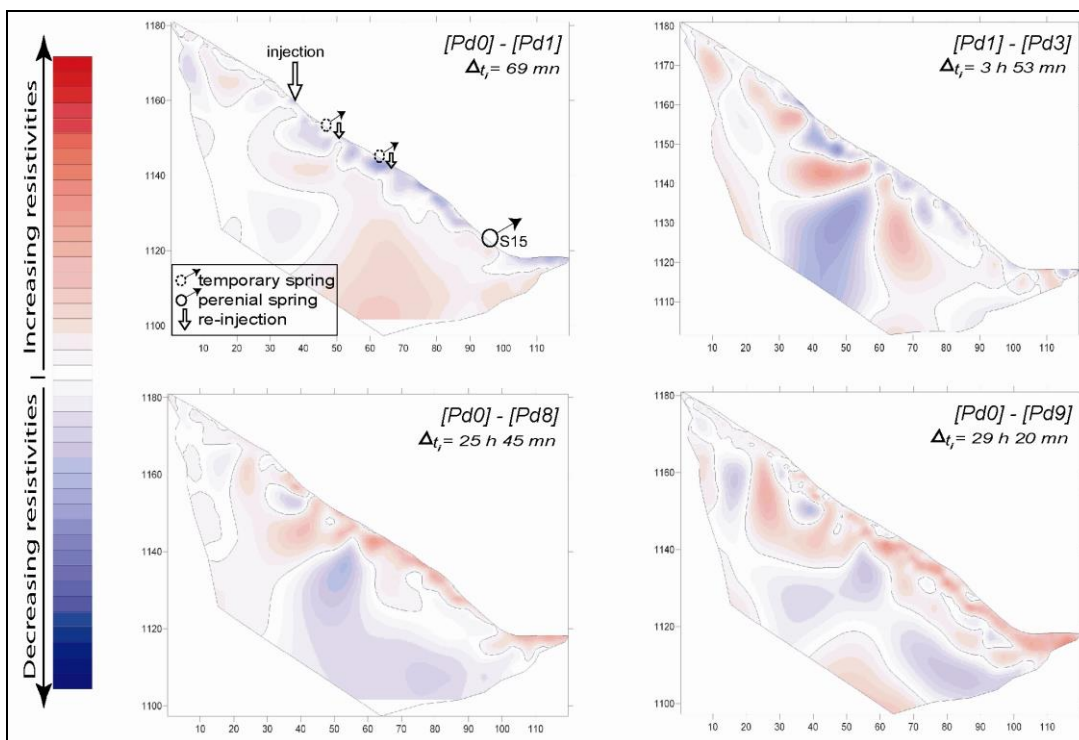 Increasing resistivities
Decreasing resistivities
[Pd0] - [Pd1]
Δti= 69 mn
injection
S15
temporary spring
perenial spring
re-injection
1180
1160
1140
1120
1100
10 20 30 40 50 60 70 80 90 100 110
[Pd1] - [Pd3]
Δti= 3 h 53 mn
1180
1170
1160
1150
1140
1130
1120
1110
10 20 30 40 50 60 70 80 90 100 110
[Pd0] - [Pd8]
Δti= 25 h 45 mn
1180
1160
1140
1120
1100
10 20 30 40 50 60 70 80 90 100 110
[Pd0] - [Pd9]
Δti= 29 h 20 mn
1180
1160
1140
1120
1100
10 20 30 40 50 60 70 80 90 100 110